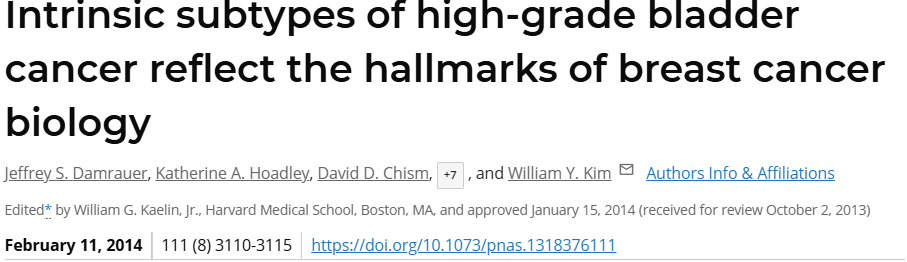 Intrinsic subtypes of high-grade bladder
cancer reflect the hallmarks of breast cancer
biology
Jeffrey S. Damrauer, Katherine A. Hoadley, David D. Chism, +7 , and William Y. Kim Authors Info & Affiliations
Edited* by William G. Kaelin, Jr., Harvard Medical School, Boston, MA, and approved January 15, 2014 (received for review October 2, 2013)
February 11, 2014 111 (8) 3110-3115 https://doi.org/10.1073/pnas.1318376111